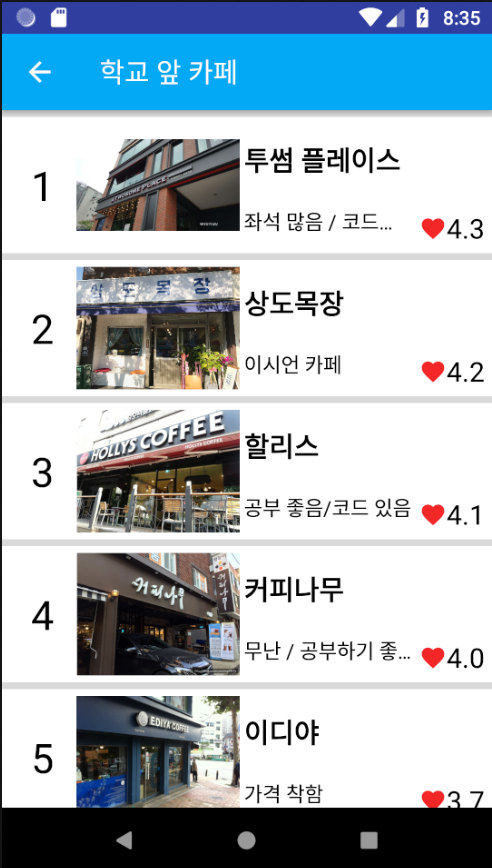 8:35
학교 앞 카페
1
A TWOSOME PLACE
투썸 플레이스
좌석 많음 / 코드...
4.3
2
상도목장
상도목장
이시언 카페
4.2
3
HOLLYS COFFEE
HOLLYS COFFEE
할리스
공부 좋음/코드 있음
4.1
4
커피나무
커피나무
무난 / 공부하기 좋...
4.0
5
EDIYA COFFEE
이디야
가격 착함
3.7